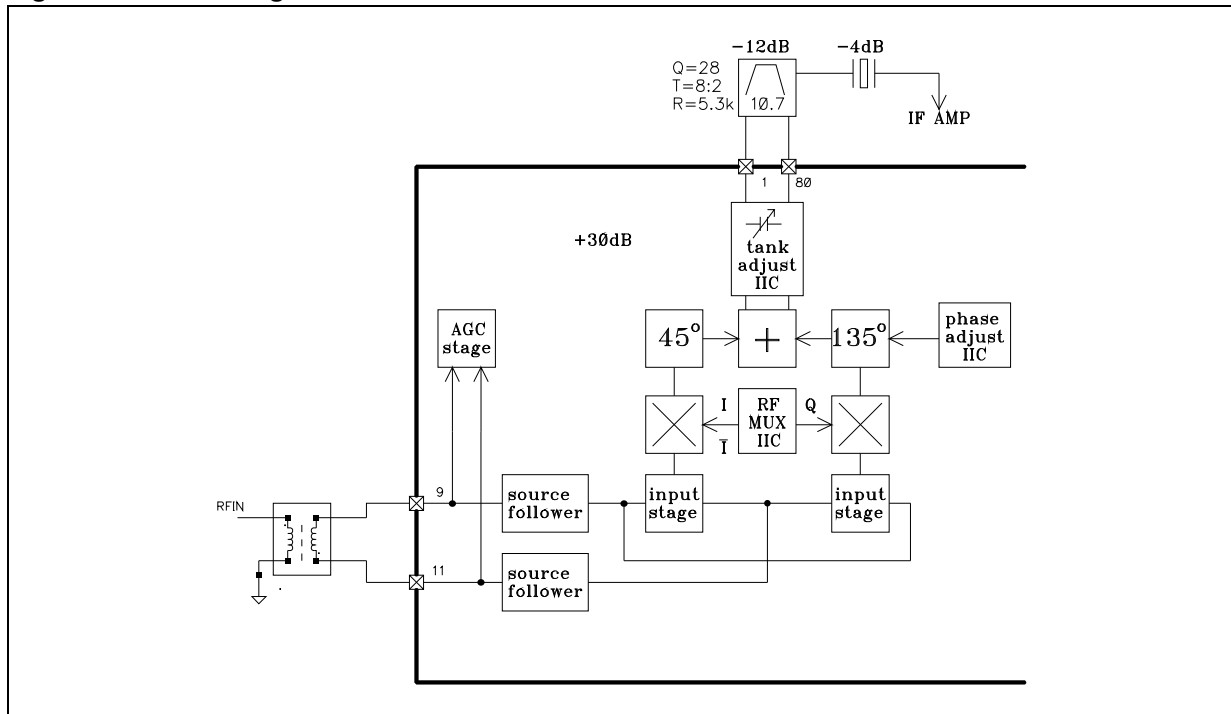 -12dB
-4dB
Q=28
T=8:2
R=5.3k
10.7
IF AMP
1
80
+30dB
tank
adjust
IIC
AGC
stage
45°
+
135°
phase
adjust
IIC
I
RF
MUX
IIC
Q
I̅
RFIN
9
source
follower
input
stage
input
stage
11
source
follower